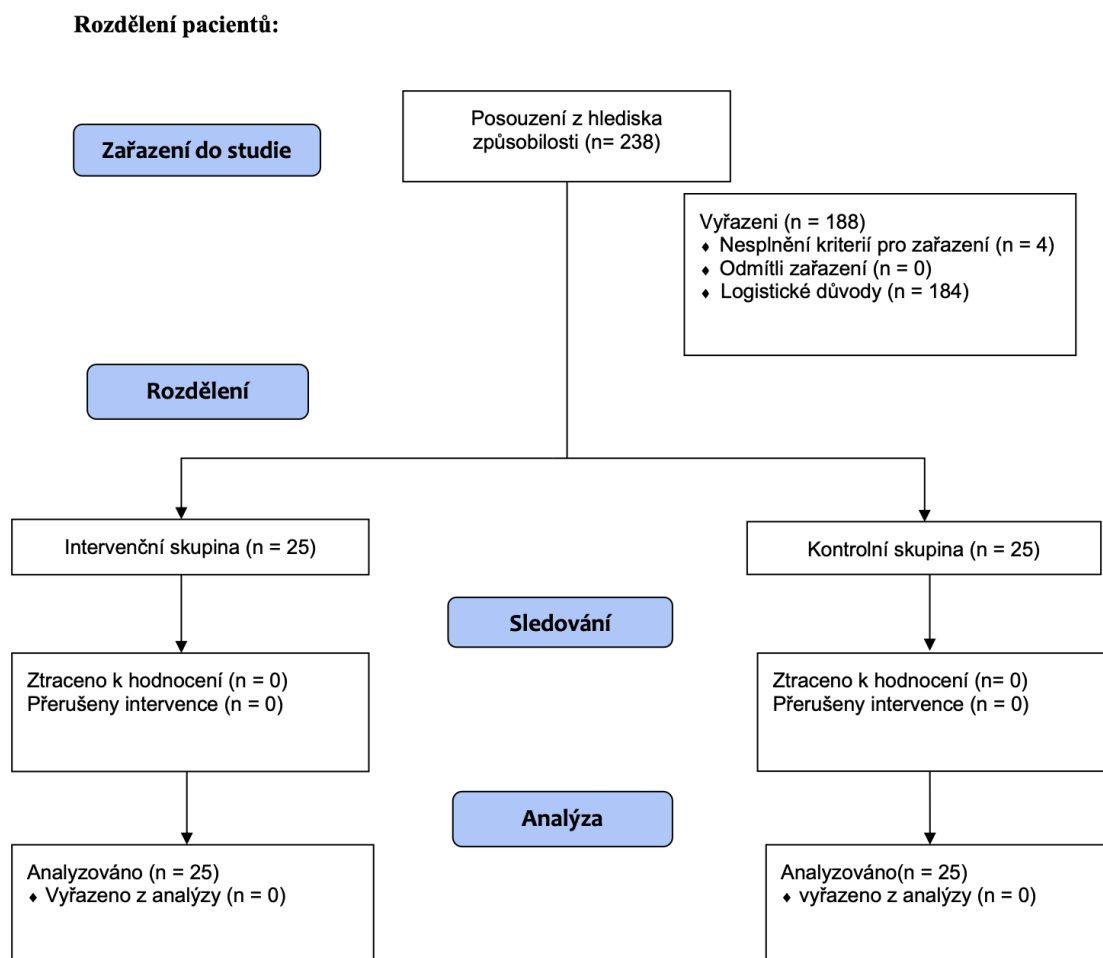 Rozdělení pacientů:
Posouzení z hlediska
způsobilosti (n= 238)
Zařazení do studie
Vyřazeni (n = 188)
♦ Nesplnění kriterií pro zařazení (n = 4)
♦ Odmítli zařazení (n = 0)
♦ Logistické důvody (n = 184)
Rozdělení
Intervenční skupina (n = 25)
Kontrolní skupina (n = 25)
Sledování
Ztraceno k hodnocení (n = 0)
Přerušeny intervence (n = 0)
Ztraceno k hodnocení (n= 0)
Přerušeny intervence (n = 0)
Analýza
Analyzováno (n = 25)
♦ Vyřazeno z analýzy (n = 0)
Analyzováno(n = 25)
♦ vyřazeno z analýzy (n = 0)